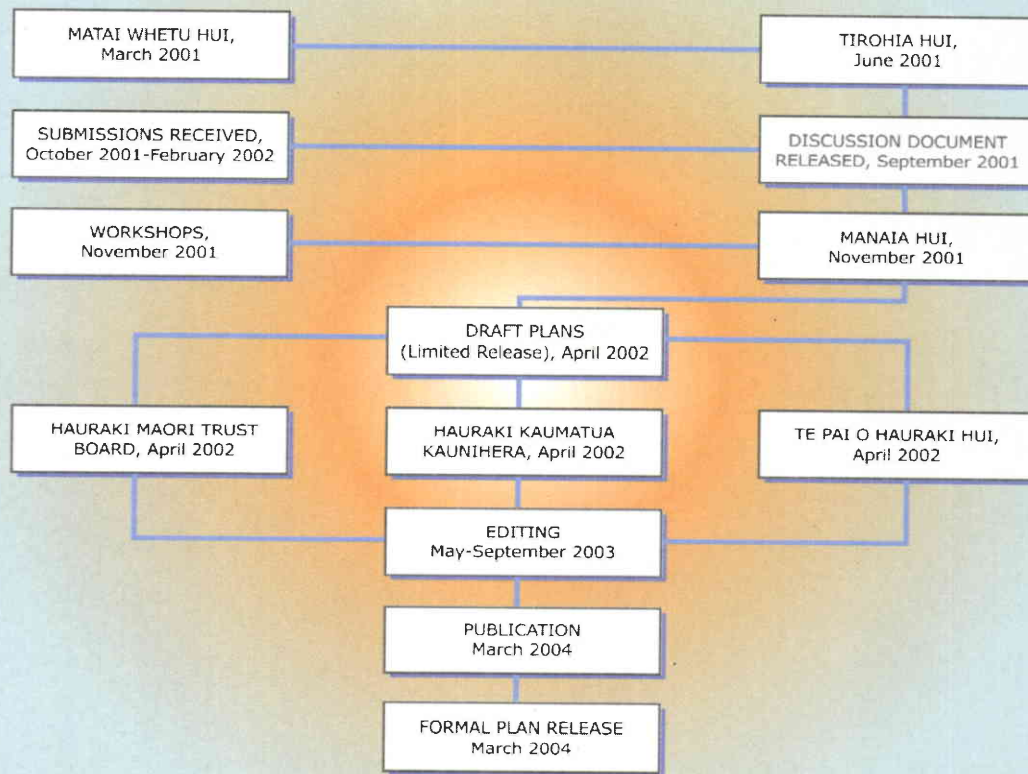 MATAI WHETU HUI,
March 2001
TIROHIA HUI,
June 2001
SUBMISSIONS RECEIVED,
October 2001-February 2002
DISCUSSION DOCUMENT
RELEASED, September 2001
WORKSHOPS,
November 2001
MANAIA HUI,
November 2001
DRAFT PLANS
(Limited Release), April 2002
HAURAKI MAORI TRUST
BOARD, April 2002
HAURAKI KAUMATUA
KAUNIHERA, April 2002
TE PAI O HAURAKI HUI,
April 2002
EDITING
May-September 2003
PUBLICATION
March 2004
FORMAL PLAN RELEASE
March 2004